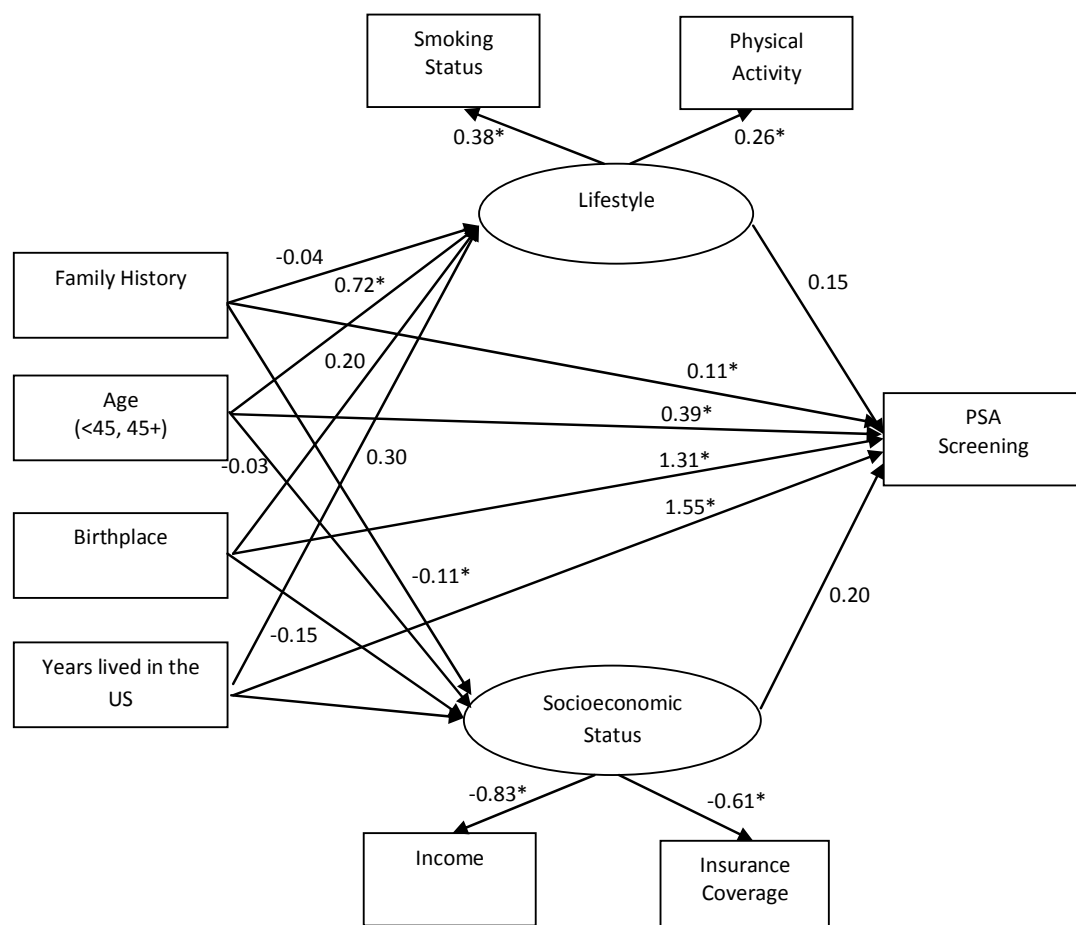 Smoking
Status
Physical
Activity
0.38*
0.26*
Lifestyle
Family History
-0.04
0.72*
0.15
0.20
0.11*
Age
(<45, 45+)
0.39*
PSA
Screening
-0.03
0.30
1.31*
1.55*
Birthplace
-0.11*
0.20
-0.15
Years lived in the
US
Socioeconomic
Status
-0.83*
-0.61*
Income
Insurance
Coverage